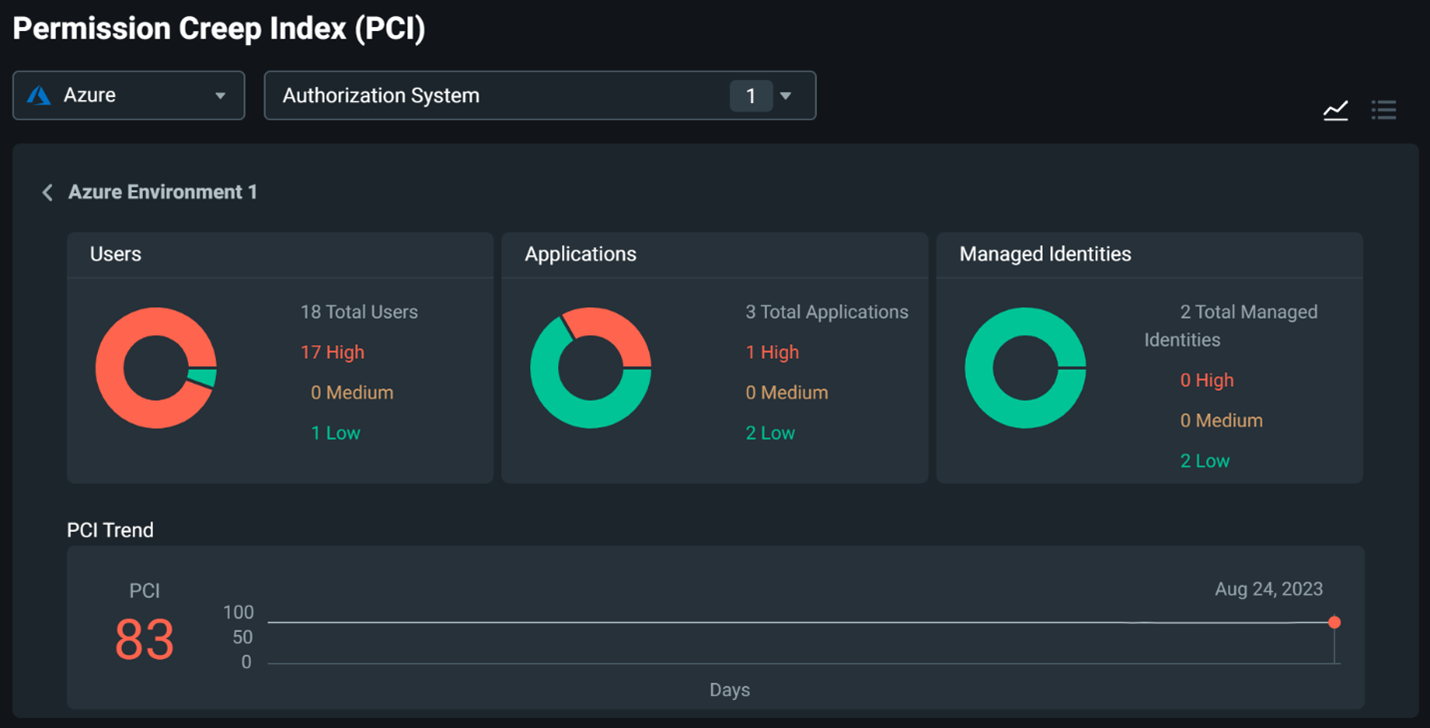 Permission Creep Index (PCI)
Azure
Authorization System 1
Azure Environment 1
Users
18 Total Users
17 High
0 Medium
1 Low
Applications
3 Total Applications
1 High
0 Medium
2 Low
Managed Identities
2 Total Managed
Identities
0 High
0 Medium
2 Low
PCI Trend
PCI
83
100
50
0
Aug 24, 2023
Days